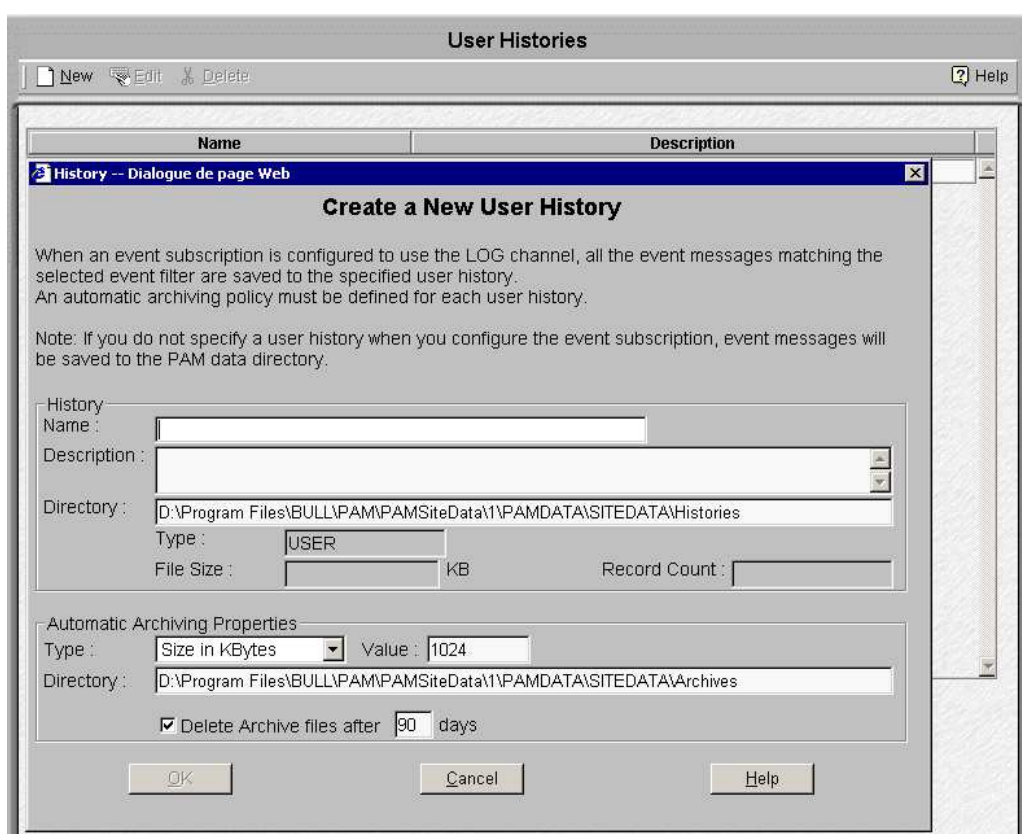 User Histories
New Edit Delete Help
Name Description
History -- Dialogue de page Web
Create a New User History
When an event subscription is configured to use the LOG channel, all the event messages matching the
selected event filter are saved to the specified user history.
An automatic archiving policy must be defined for each user history.
Note: If you do not specify a user history when you configure the event subscription, event messages will
be saved to the PAM data directory.
History
Name :
Description :
Directory : D:\Program Files\BULL\PAM\PAMSiteData\1\PAMDATA\SITEDATA\Histories
Type : USER
File Size : KB Record Count :
Automatic Archiving Properties
Type : Size in KBytes Value : 1024
Directory : D:\Program Files\BULL\PAM\PAMSiteData\1\PAMDATA\SITEDATA\Archives
Delete Archive files after 90 days
OK Cancel Help